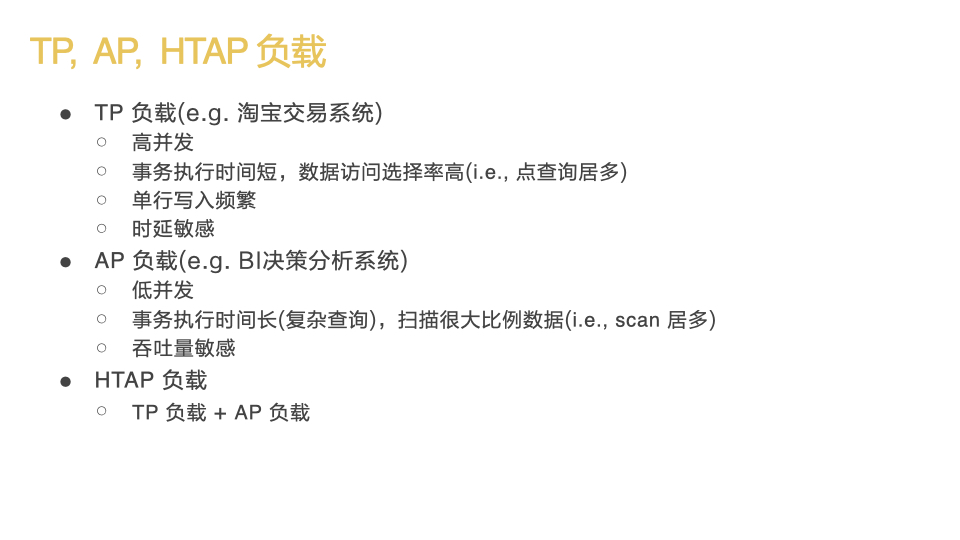 TP, AP, HTAP 负载
● TP 负载(e.g. 淘宝交易系统)
○ 高并发
○ 事务执行时间短，数据访问选择率高(i.e., 点查询居多)
○ 单行写入频繁
○ 时延敏感
● AP 负载(e.g. BI决策分析系统)
○ 低并发
○ 事务执行时间长(复杂查询)，扫描很大比例数据(i.e., scan 居多)
○ 吞吐量敏感
● HTAP 负载
○ TP 负载 + AP 负载